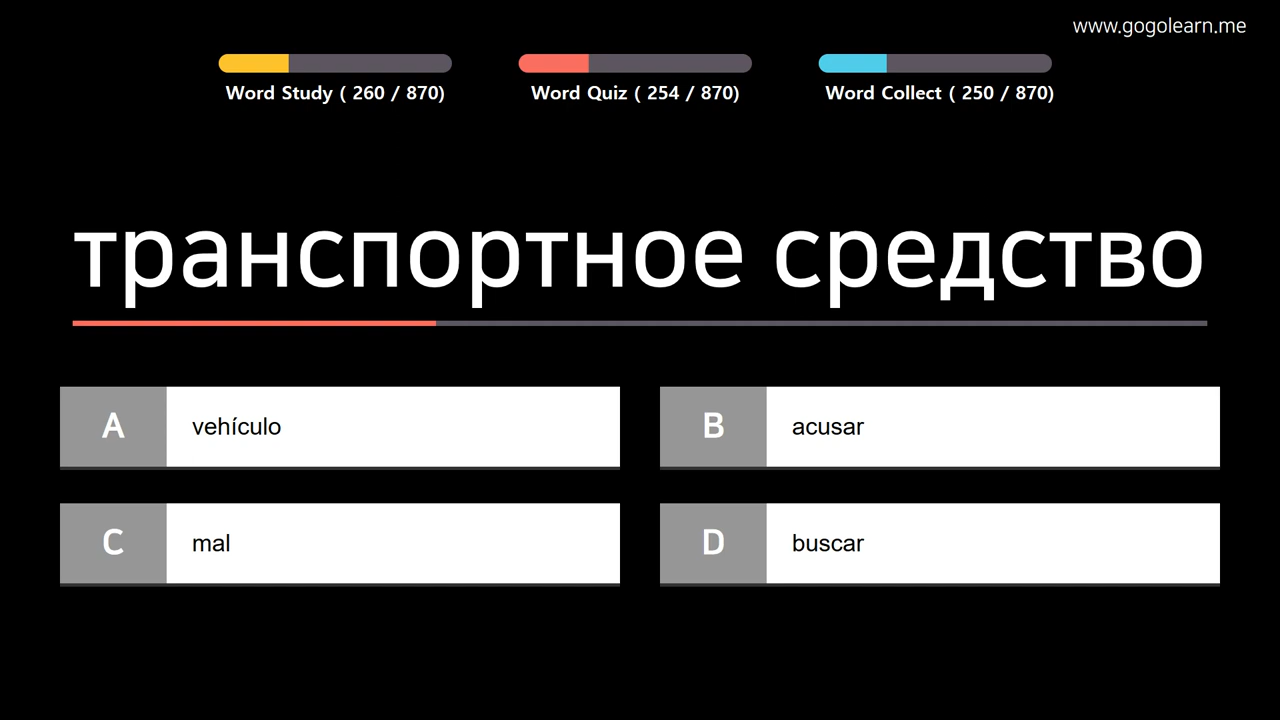 www.gogolearn.me
Word Study ( 260 / 870)
Word Quiz ( 254 / 870)
Word Collect ( 250 / 870)
транспортное средство
A vehículo
B acusar
C mal
D buscar